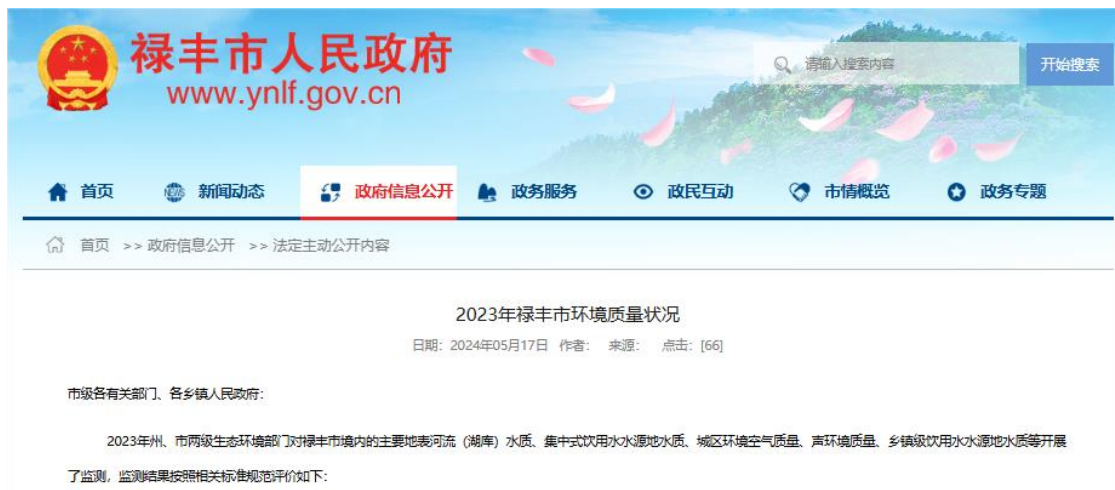 禄丰市人民政府
www.ynlf.gov.cn
请输入搜索内容
开始搜索
首页 新闻动态 政府信息公开 政务服务 政民互动 市情概览 政务专题
首页 >> 政府信息公开 >> 法定主动公开内容
2023年禄丰市环境质量状况
日期：2024年05月17日 作者： 来源： 点击：[66]
市级各有关部门、各乡镇人民政府：
2023年州、市两级生态环境部门对禄丰市境内的主要地表河流（湖库）水质、集中式饮用水水源地水质、城区环境空气质量、声环境质量、乡镇级饮用水水源地水质等开展
了监测，监测结果按照相关标准规范评价如下：